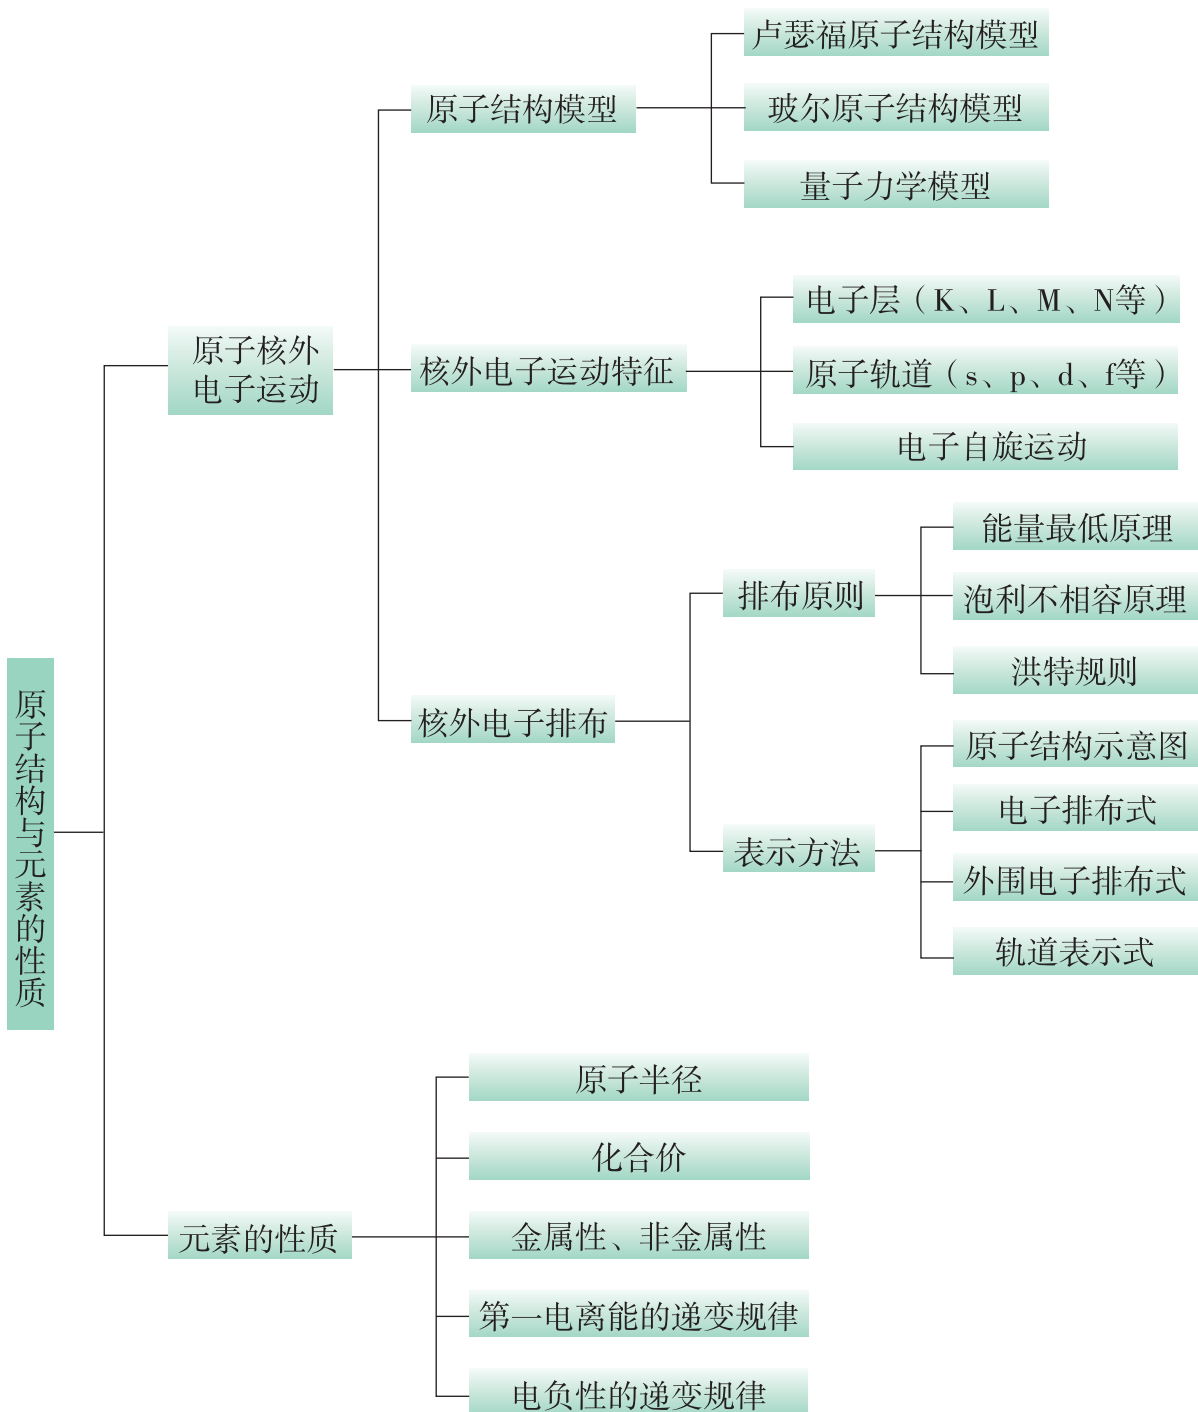 原子结构与元素的性质
原子核外
电子运动
原子结构模型
卢瑟福原子结构模型
玻尔原子结构模型
量子力学模型
核外电子运动特征
电子层（K、L、M、N等）
原子轨道（s、p、d、f等）
电子自旋运动
核外电子排布
排布原则
能量最低原理
泡利不相容原理
洪特规则
表示方法
原子结构示意图
电子排布式
外围电子排布式
轨道表示式
元素的性质
原子半径
化合价
金属性、非金属性
第一电离能的递变规律
电负性的递变规律